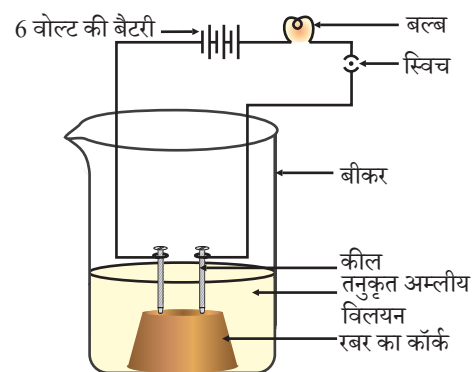 6 वोल्ट की बैटरी
बल्ब
स्विच
बीकर
कील
तनुकृत अम्लीय
विलयन
रबर का कॉर्क